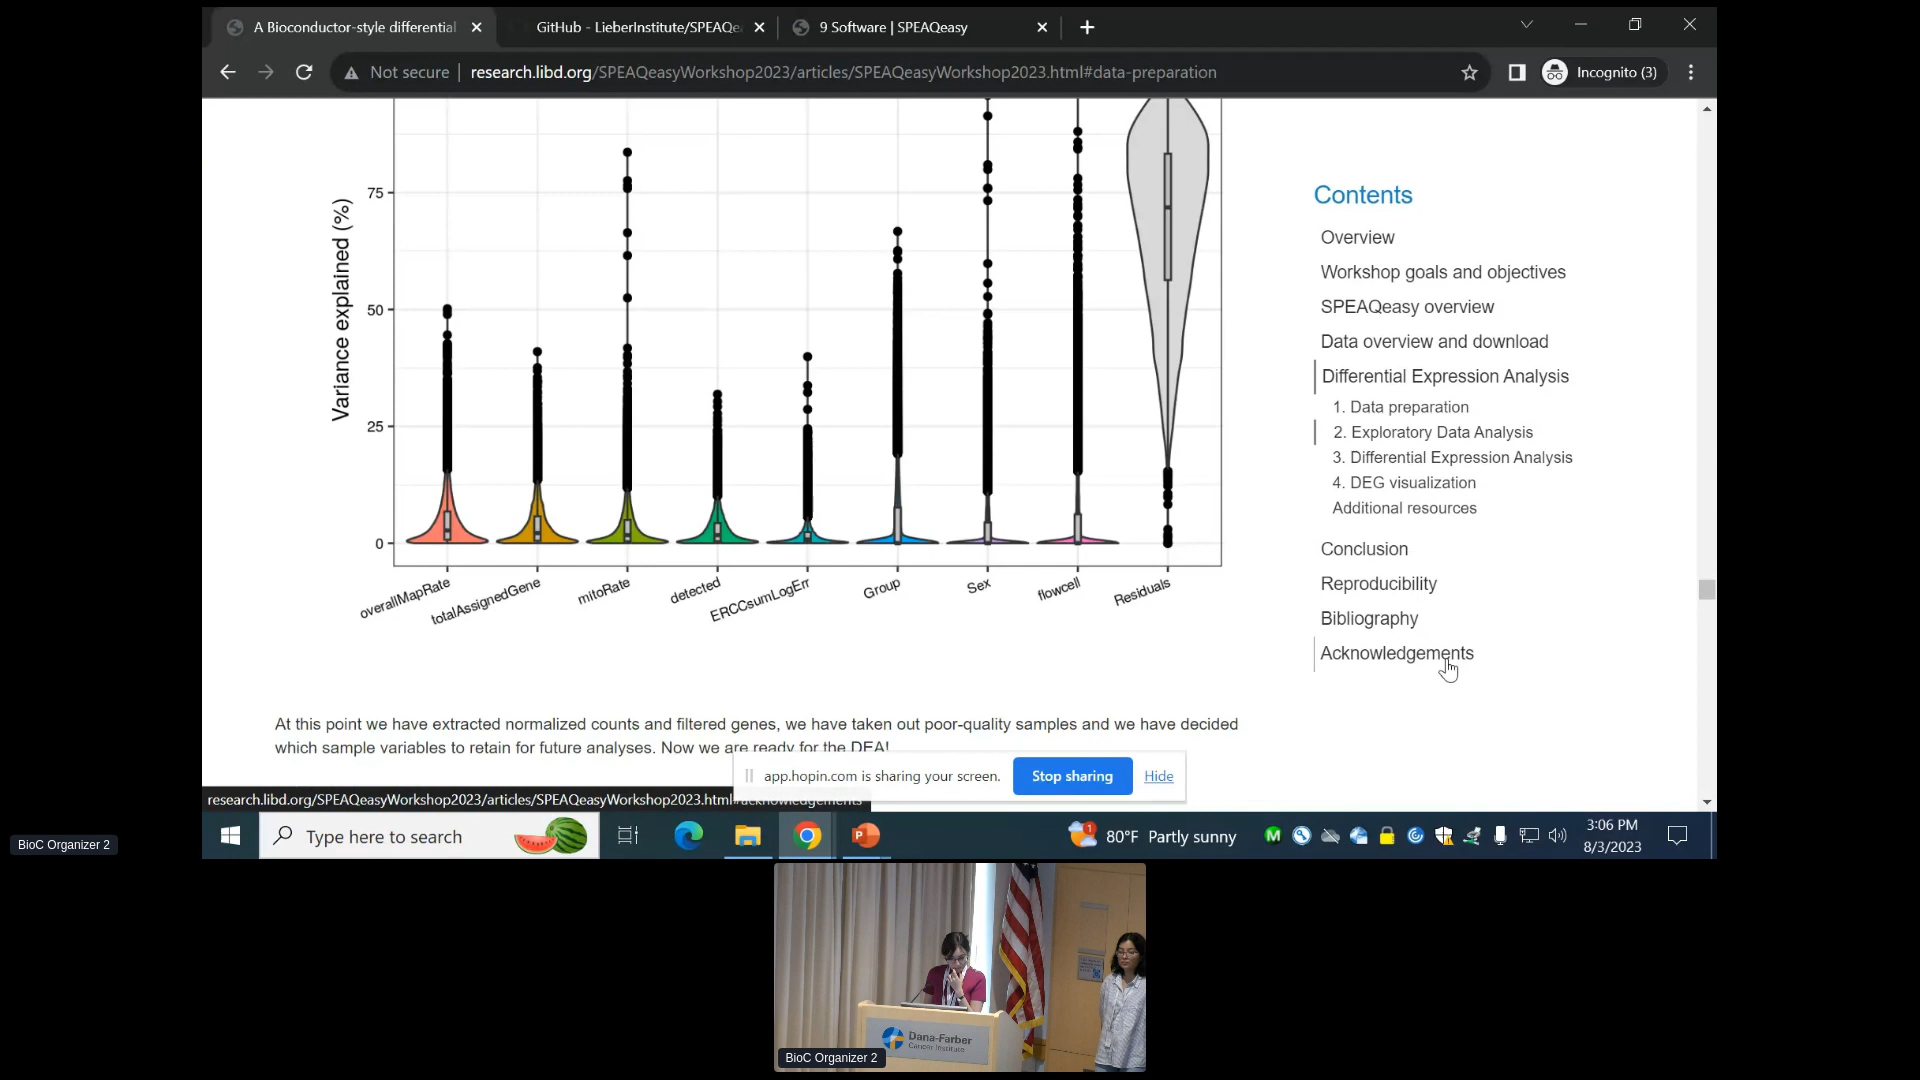 A Bioconductor-style differential
GitHub - LieberInstitute/SPEAQe
9 Software | SPEAQeasy
Not secure
research.libd.org/SPEAQeasyWorkshop2023/articles/SPEAQeasyWorkshop2023.html#data-preparation
Incognito (3)
Variance explained (%)
75
50
25
0
overallMapRate
totalAssignedGene
mitoRate
detected
ERCCsumLogErr
Group
Sex
flowcell
Residuals
Contents
Overview
Workshop goals and objectives
SPEAQeasy overview
Data overview and download
Differential Expression Analysis
1. Data preparation
2. Exploratory Data Analysis
3. Differential Expression Analysis
4. DEG visualization
Additional resources
Conclusion
Reproducibility
Bibliography
Acknowledgements
At this point we have extracted normalized counts and filtered genes, we have taken out poor-quality samples and we have decided
which sample variables to retain for future analyses. Now we are ready for the DEA!
app.hopin.com is sharing your screen.
Stop sharing
Hide
research.libd.org/SPEAQeasyWorkshop2023/articles/SPEAQeasyWorkshop2023.html#acknowledgements
Type here to search
1
80°F Partly sunny
3:06 PM
8/3/2023
BioC Organizer 2
Dana-Farber
Cancer Institute
BioC Organizer 2